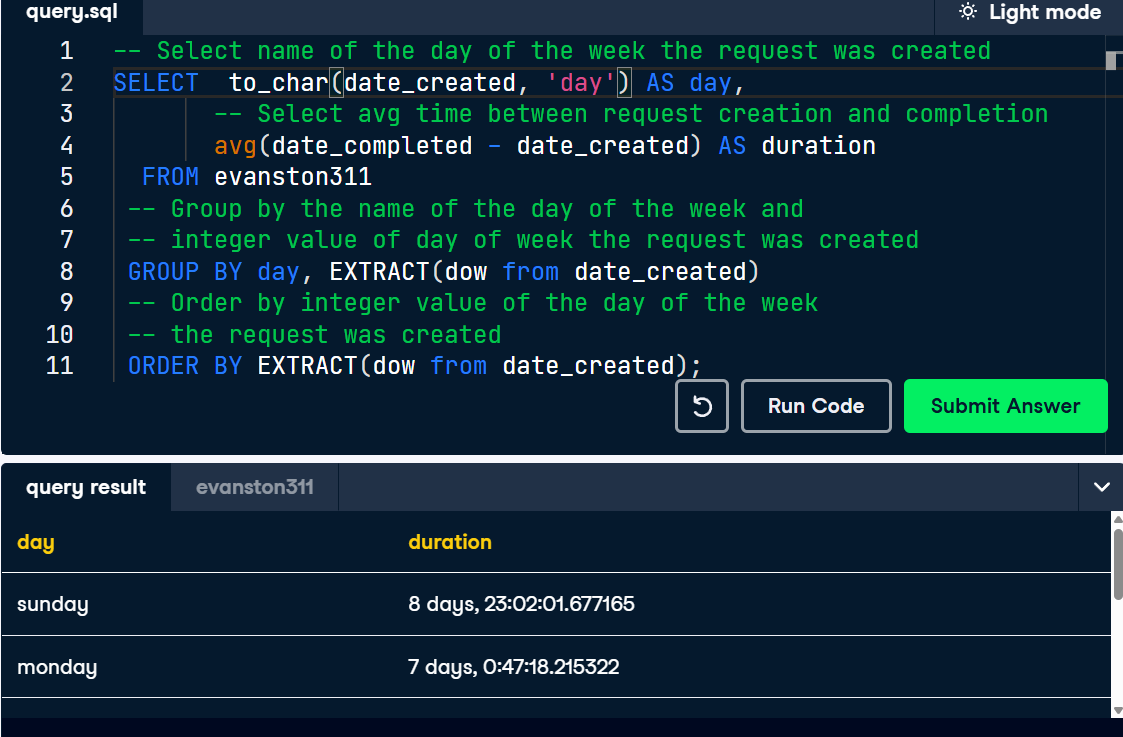 query.sql
Light mode
1 -- Select name of the day of the week the request was created
2 SELECT  to_char(date_created, 'day') AS day,
3        -- Select avg time between request creation and completion
4        avg(date_completed - date_created) AS duration
5   FROM evanston311
6  -- Group by the name of the day of the week and
7  -- integer value of day of week the request was created
8  GROUP BY day, EXTRACT(dow from date_created)
9  -- Order by integer value of the day of the week
10  -- the request was created
11  ORDER BY EXTRACT(dow from date_created);
Run Code
Submit Answer
query result
evanston311
day duration
sunday 8 days, 23:02:01.677165
monday 7 days, 0:47:18.215322